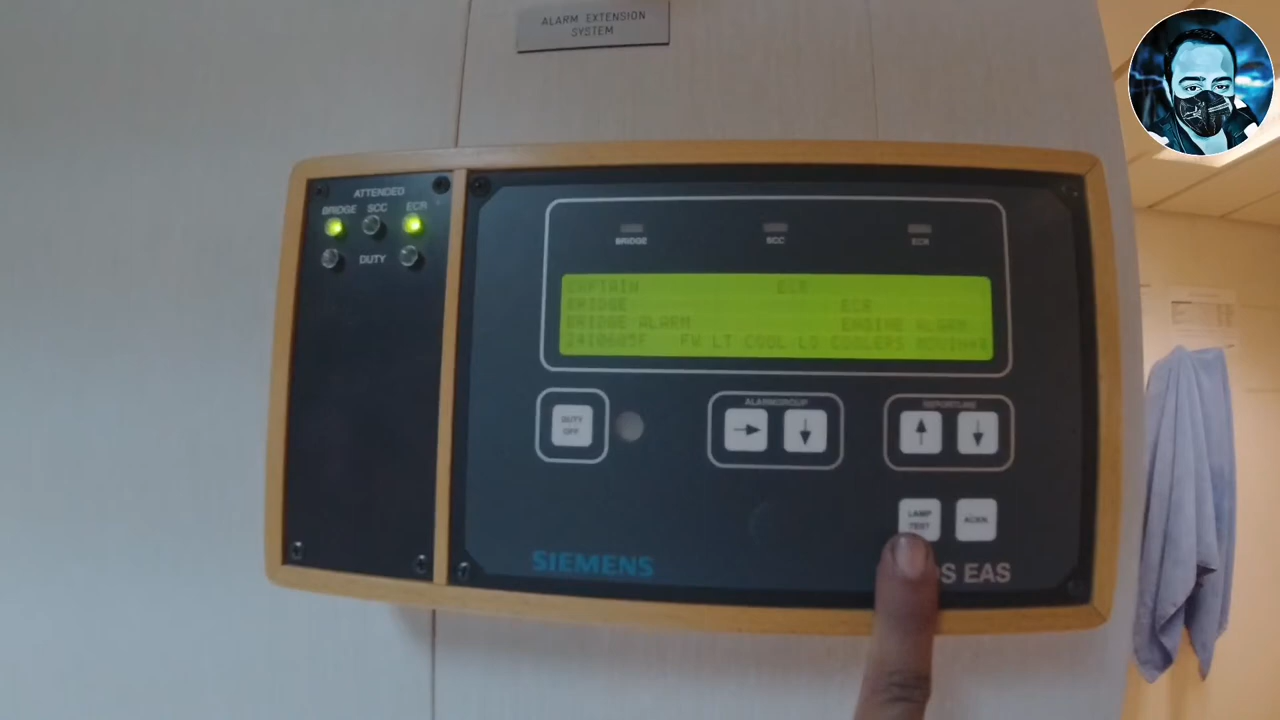 ALARM EXTENSION
SYSTEM
ATTENDED
BRIDGE SCC ECR
DUTY
BRIDGE SCC ECR
CAPTAIN
BRIDGE ECR
BRIDGE ALARM ENGINE ALARM
FW LT COOL LO COOLERS
DUTY
OFF
ALARMGROUP
REPORTLINE
LAMP
TEST
ACKN.
SIEMENS
S EAS